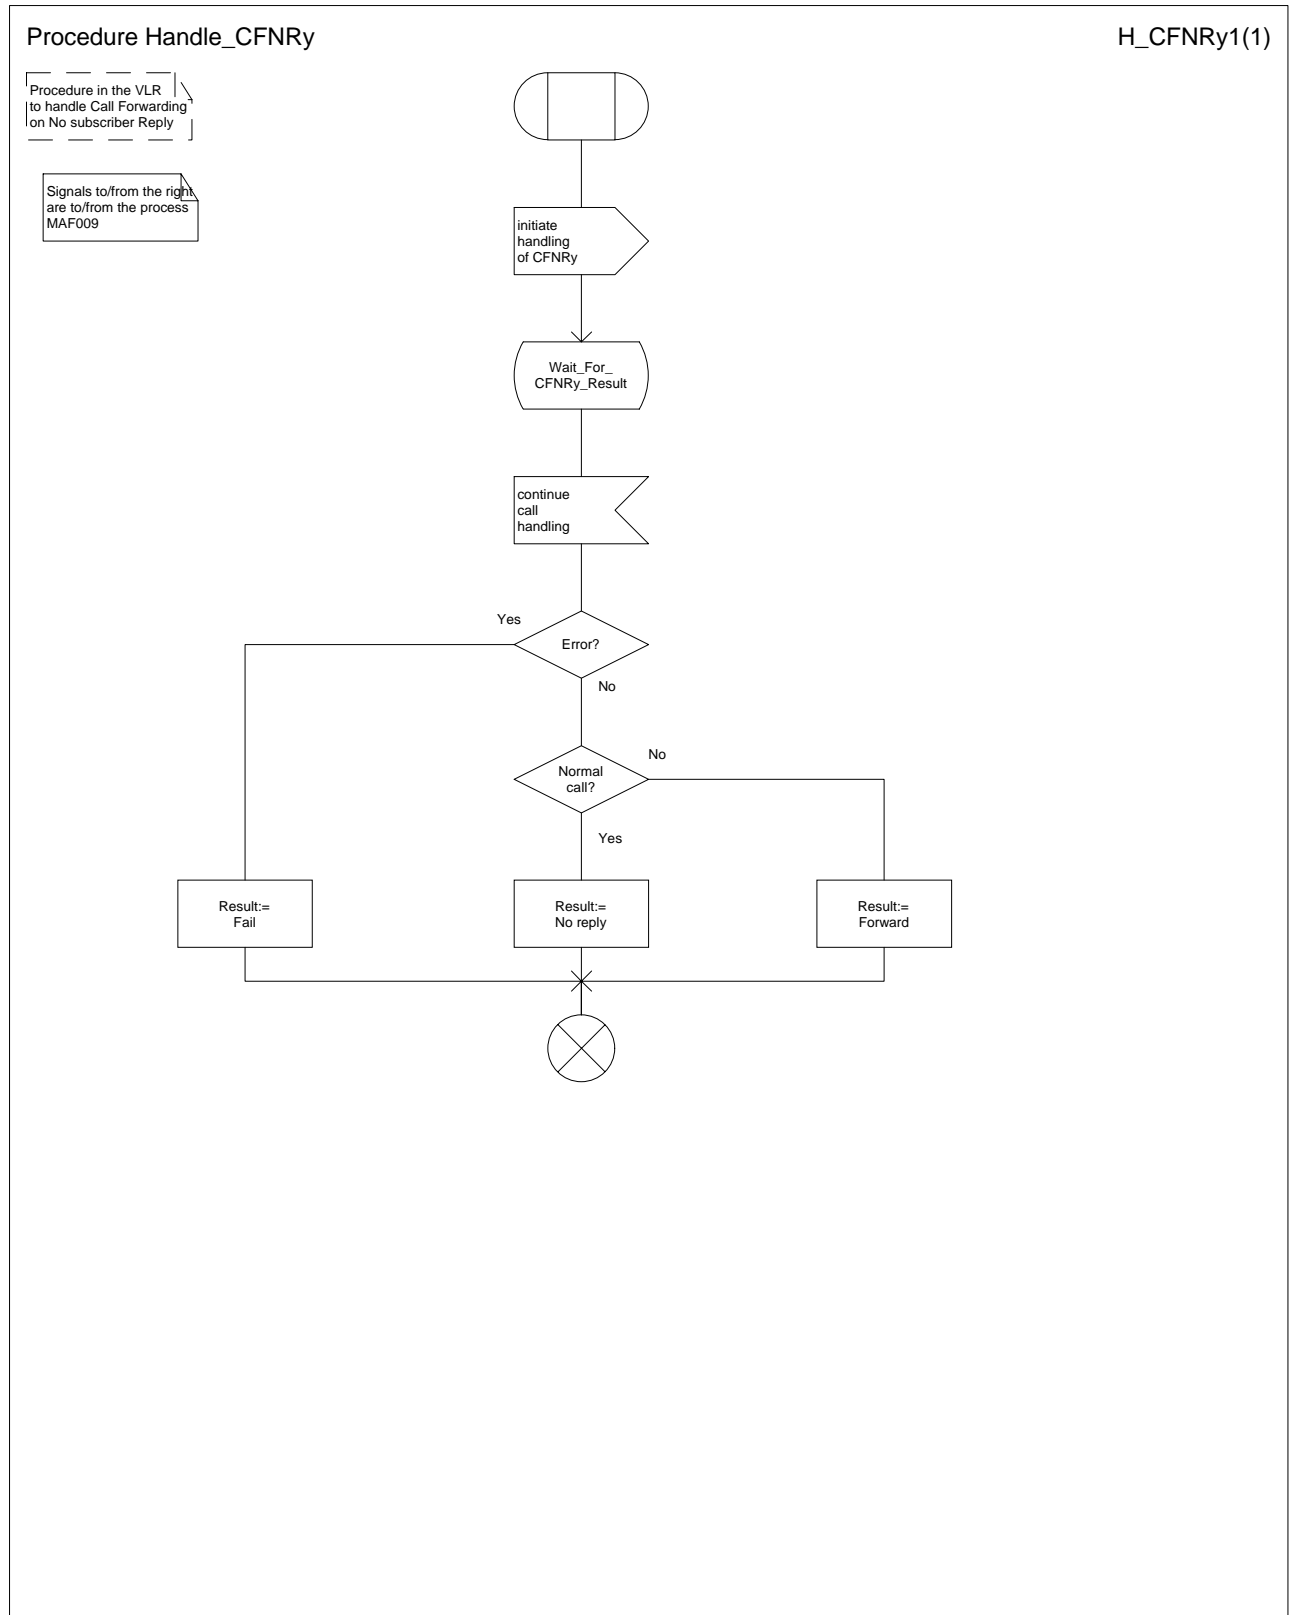 Procedure Handle_CFNRy
H_CFNRy1(1)
Procedure in the VLR
to handle Call Forwarding
on No subscriber Reply
Signals to/from the right
are to/from the process
MAF009
initiate
handling
of CFNRy
Wait_For_
CFNRy_Result
continue
call
handling
Yes
Error?
No
Normal
call?
No
Yes
Result:=
Fail
Result:=
No reply
Result:=
Forward